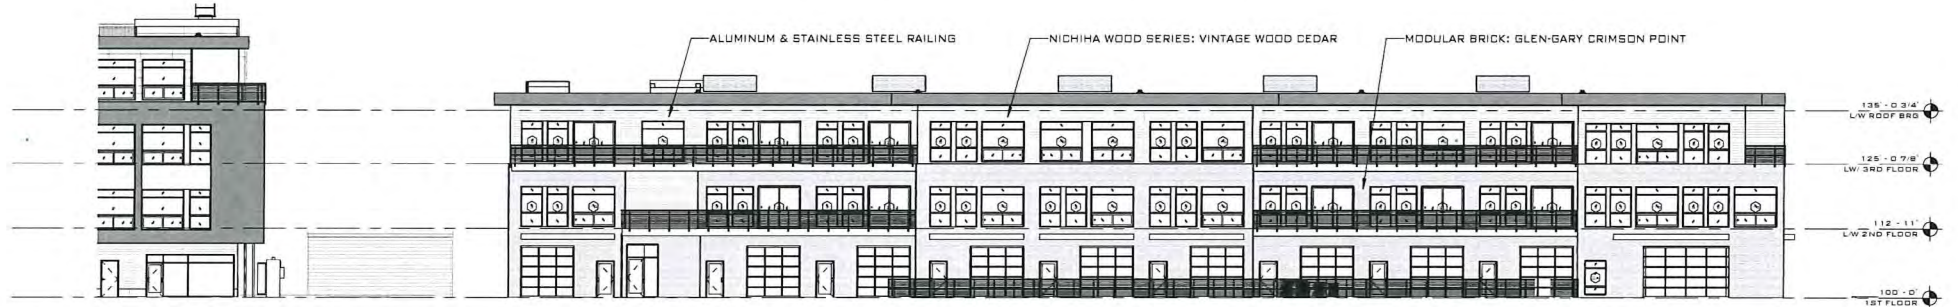 ALUMINUM & STAINLESS STEEL RAILING
NICHIHA WOOD SERIES: VINTAGE WOOD CEDAR
MODULAR BRICK: GLEN-GARY CRIMSON POINT
135' - 0 3/4"
L/W ROOF BRG
125' - 0 7/8"
LW/ 3RD FLOOR
112' - 11"
L/W 2ND FLOOR
100' - 0"
1ST FLOOR